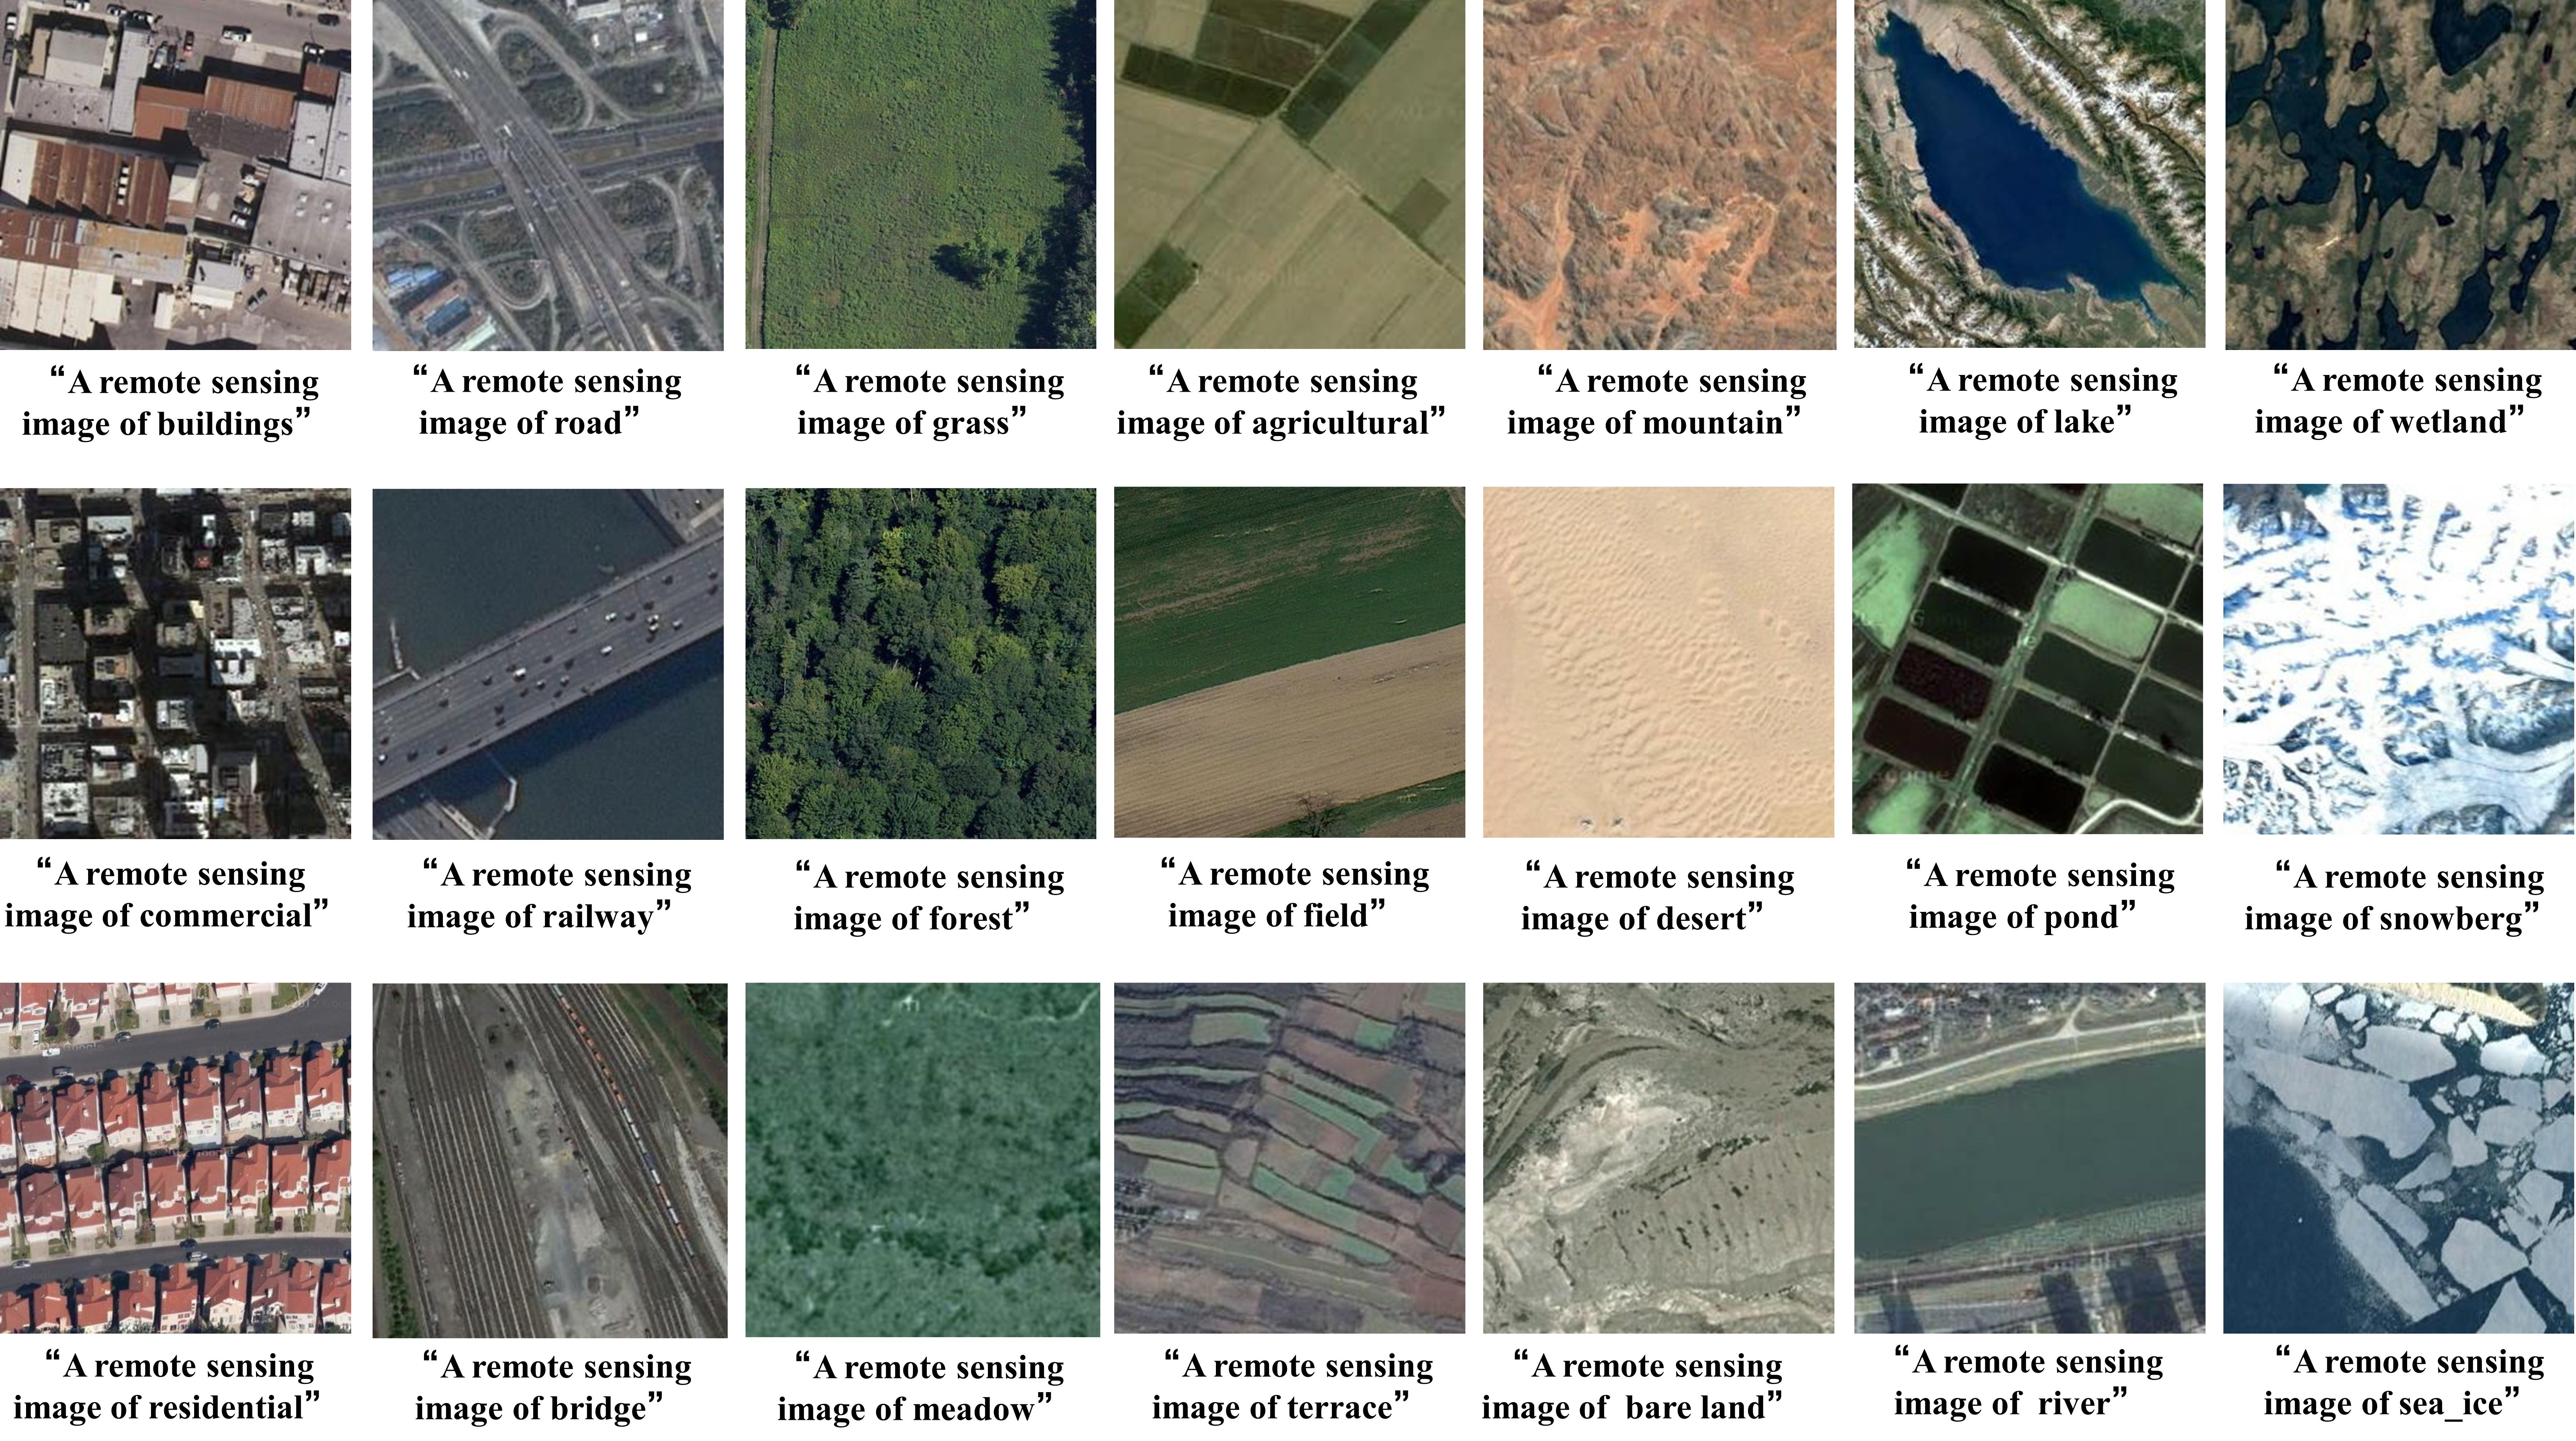 “A remote sensing
image of buildings”
“A remote sensing
image of road”
“A remote sensing
image of grass”
“A remote sensing
image of agricultural”
“A remote sensing
image of mountain”
“A remote sensing
image of lake”
“A remote sensing
image of wetland”
“A remote sensing
image of commercial”
“A remote sensing
image of railway”
“A remote sensing
image of forest”
“A remote sensing
image of field”
“A remote sensing
image of desert”
“A remote sensing
image of pond”
“A remote sensing
image of snowberg”
“A remote sensing
image of residential”
“A remote sensing
image of bridge”
“A remote sensing
image of meadow”
“A remote sensing
image of terrace”
“A remote sensing
image of  bare land”
“A remote sensing
image of  river”
“A remote sensing
image of sea_ice”